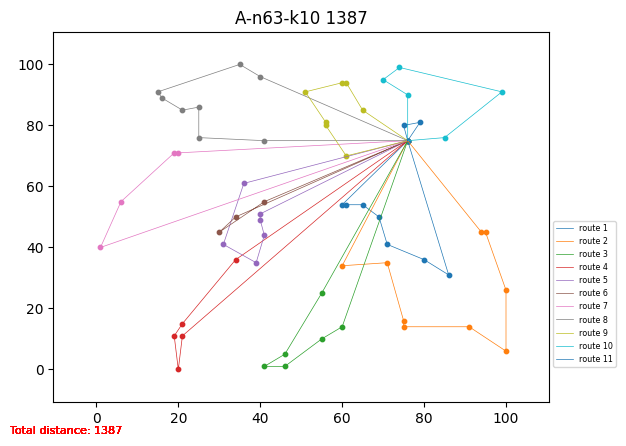 A-n63-k10 1387
100
80
60
40
20
0
0 20 40 60 80 100
route 1
route 2
route 3
route 4
route 5
route 6
route 7
route 8
route 9
route 10
route 11
Total distance: 1387